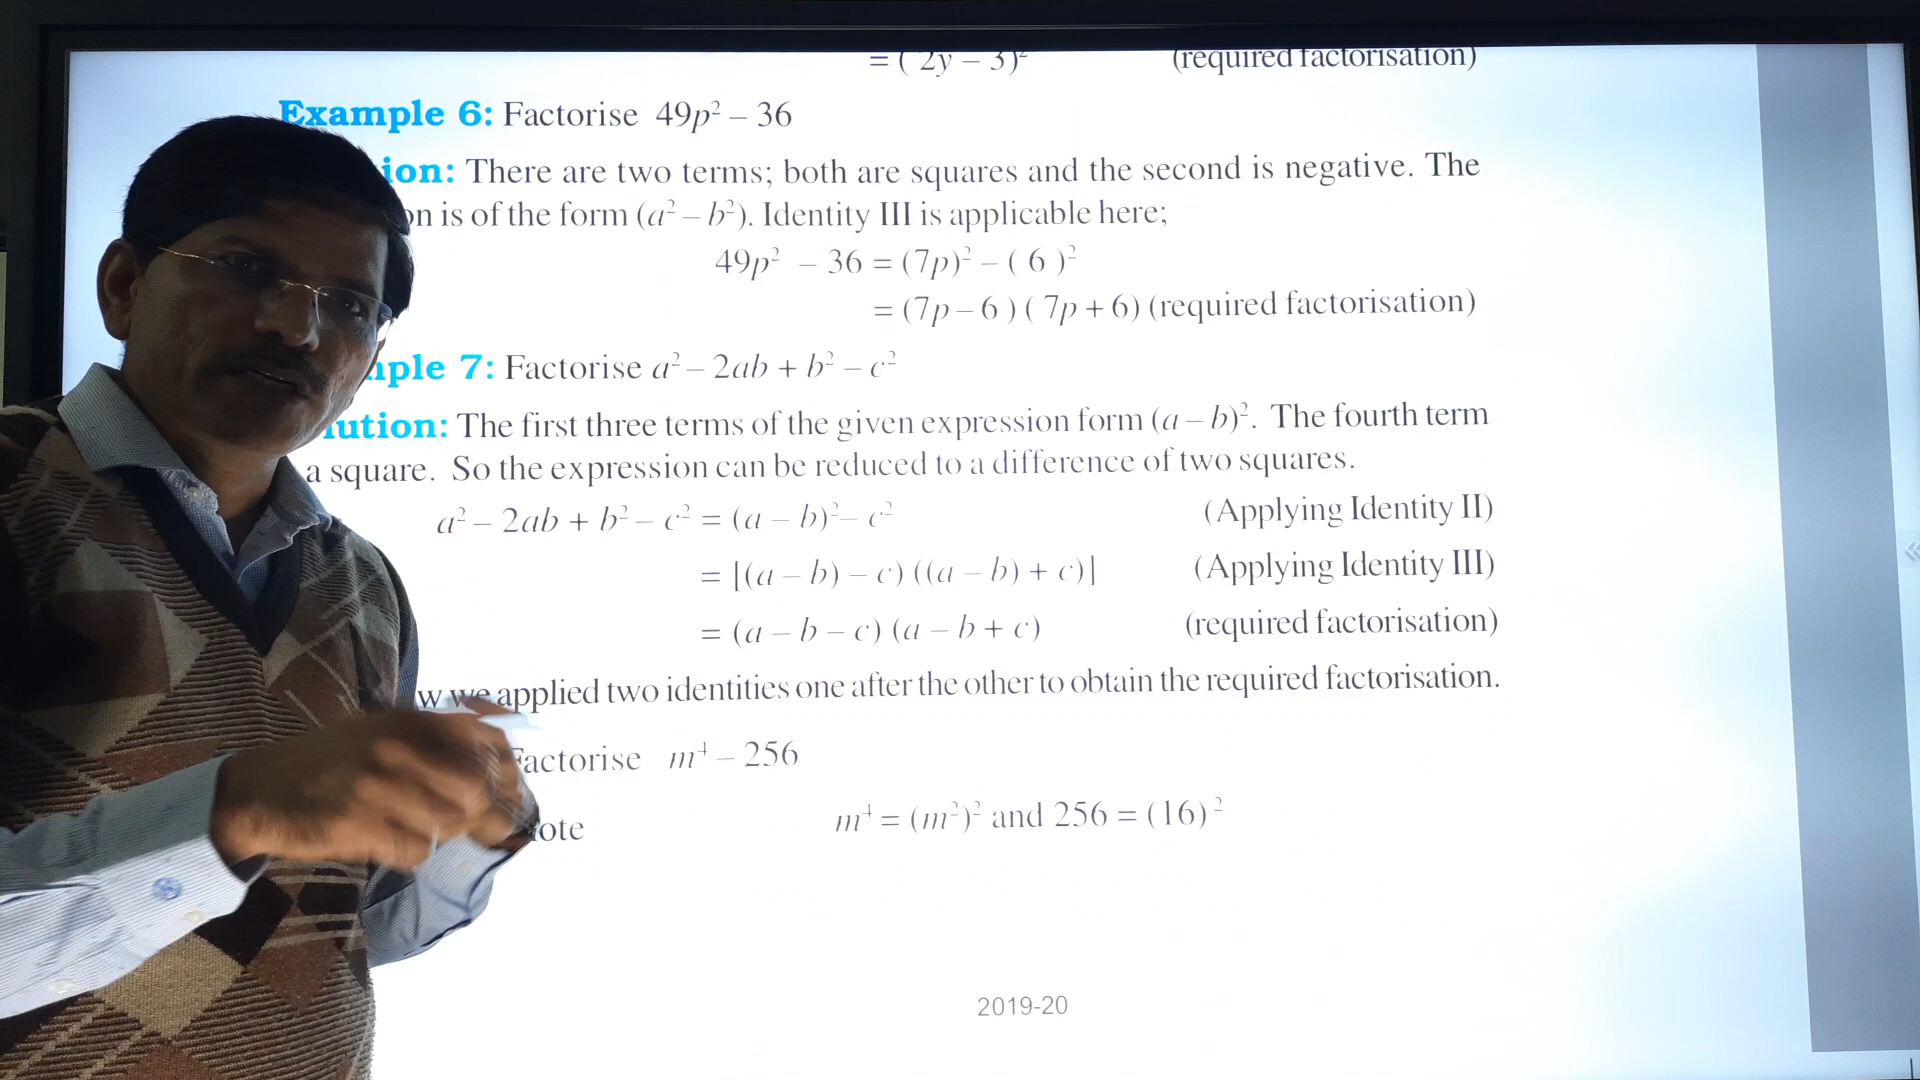 = ( 2y – 3)² (required factorisation)
Example 6: Factorise 49p² – 36
ion: There are two terms; both are squares and the second is negative. The
on is of the form (a² – b²). Identity III is applicable here;
49p² – 36 = (7p)² – ( 6 )²
= (7p – 6 ) ( 7p + 6) (required factorisation)
mple 7: Factorise a² – 2ab + b² – c²
lution: The first three terms of the given expression form (a – b)². The fourth term
a square. So the expression can be reduced to a difference of two squares.
a² – 2ab + b² – c² = (a – b)² – c² (Applying Identity II)
= [(a – b) – c) ((a – b) + c)] (Applying Identity III)
= (a – b – c) (a – b + c) (required factorisation)
w we applied two identities one after the other to obtain the required factorisation.
Factorise m⁴ – 256
ote m⁴ = (m²)² and 256 = (16) ²
2019-20